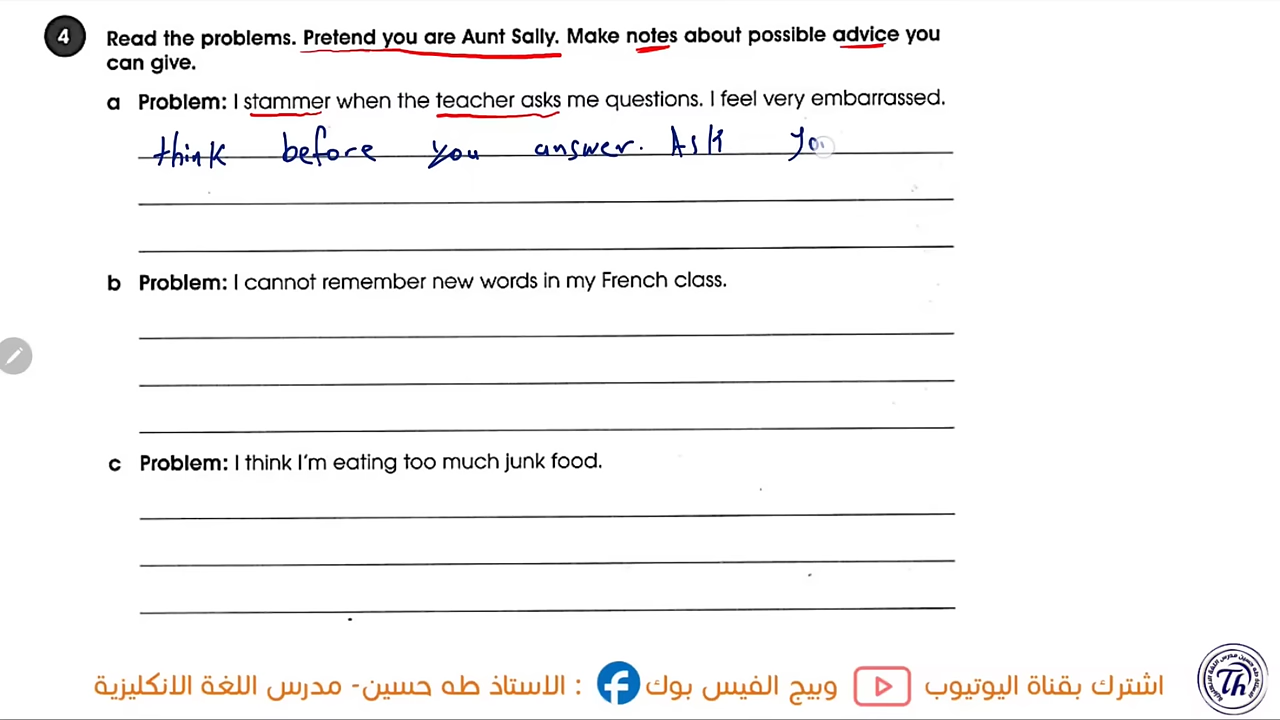 4 Read the problems. Pretend you are Aunt Sally. Make notes about possible advice you
can give.
a Problem: I stammer when the teacher asks me questions. I feel very embarrassed.
think before you answer. Ask yo
b Problem: I cannot remember new words in my French class.
c Problem: I think I'm eating too much junk food.
اشترك بقناة اليوتيوب وبيج الفيس بوك : الاستاذ طه حسين- مدرس اللغة الانكليزية
Th